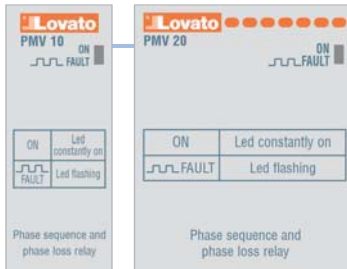 Lovato
PMV 10
ON
FAULT
ON Led constantly on
FAULT Led flashing
Phase sequence and
phase loss relay
Lovato
PMV 20
ON
FAULT
ON Led constantly on
FAULT Led flashing
Phase sequence and
phase loss relay